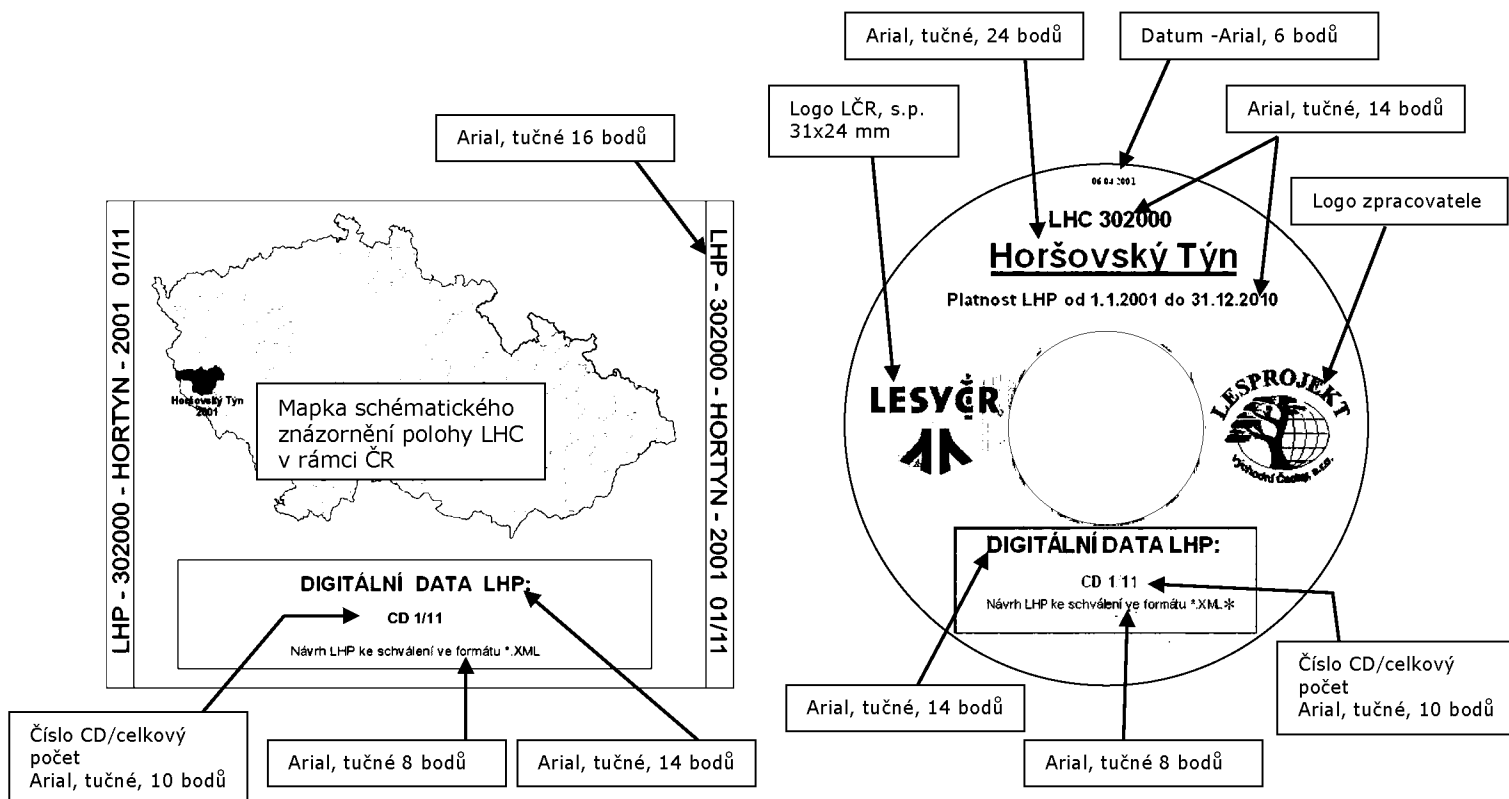 Arial, tučné, 24 bodů
Datum -Arial, 6 bodů
Logo LČR, s.p.
31x24 mm
Arial, tučné, 14 bodů
Arial, tučné 16 bodů
Logo zpracovatele
LHP - 302000 - HORTYN - 2001 01/11
Horšovský Týn
2001
Mapka schématického
znázornění polohy LHC
v rámci ČR
LHP - 302000 - HORTYN - 2001 01/11
DIGITÁLNÍ DATA LHP:
CD 1/11
Návrh LHP ke schválení ve formátu *.XML
Číslo CD/celkový
počet
Arial, tučné, 10 bodů
Arial, tučné 8 bodů
Arial, tučné, 14 bodů
LHC 302000
Horšovský Týn
Platnost LHP od 1.1.2001 do 31.12.2010
LESYČR
LESPROJEKT
východní Čechy, s.r.o.
DIGITÁLNÍ DATA LHP:
CD 1/11
Návrh LHP ke schválení ve formátu *.XML*
Arial, tučné, 14 bodů
Arial, tučné 8 bodů
Číslo CD/celkový
počet
Arial, tučné, 10 bodů